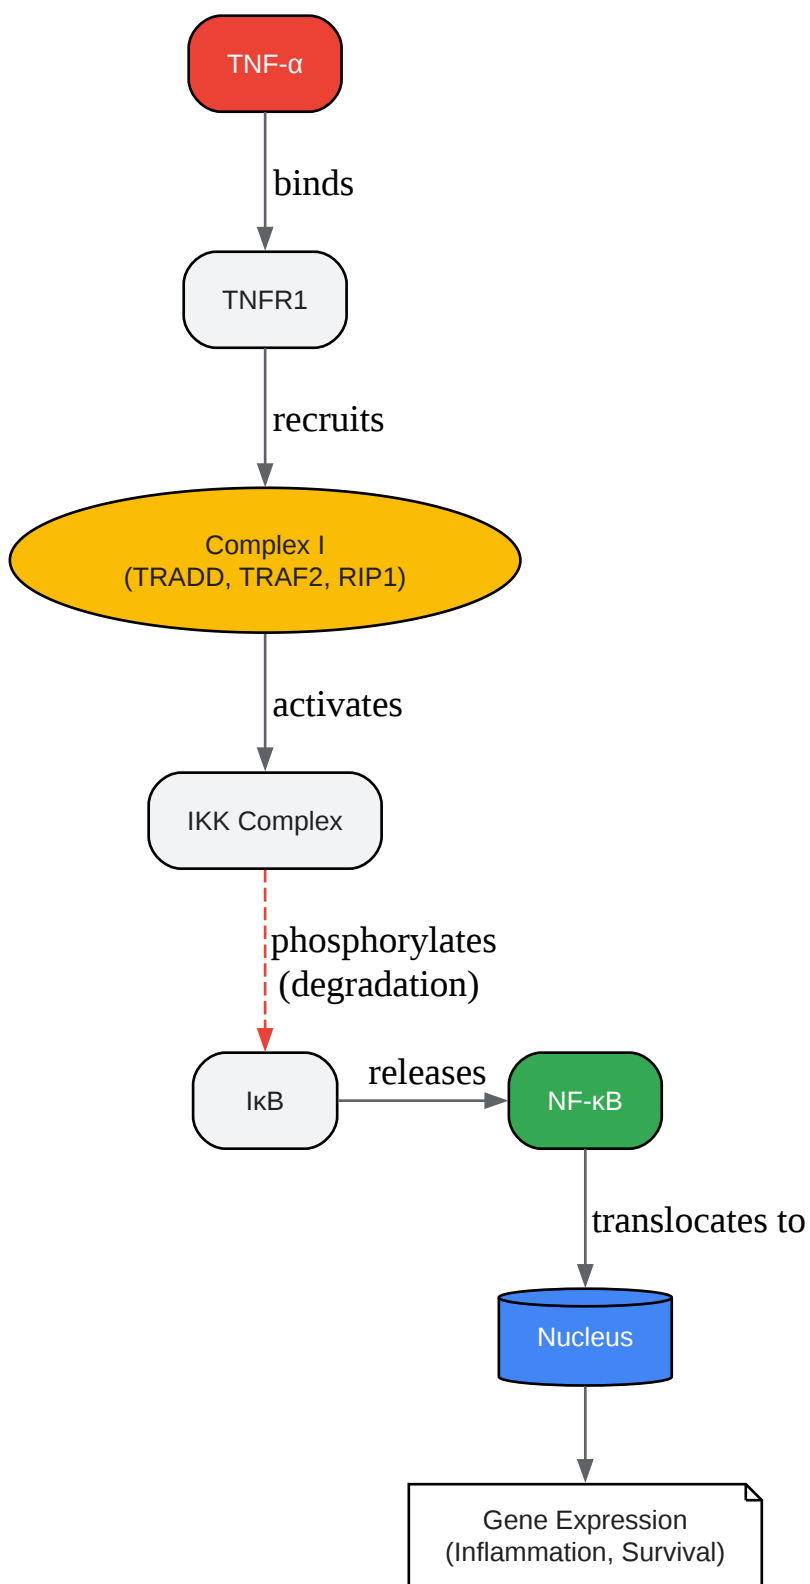 TNF-α
binds
TNFR1
recruits
Complex I
(TRADD, TRAF2, RIP1)
activates
IKK Complex
phosphorylates
(degradation)
IκB
releases
NF-κB
translocates to
Nucleus
Gene Expression
(Inflammation, Survival)